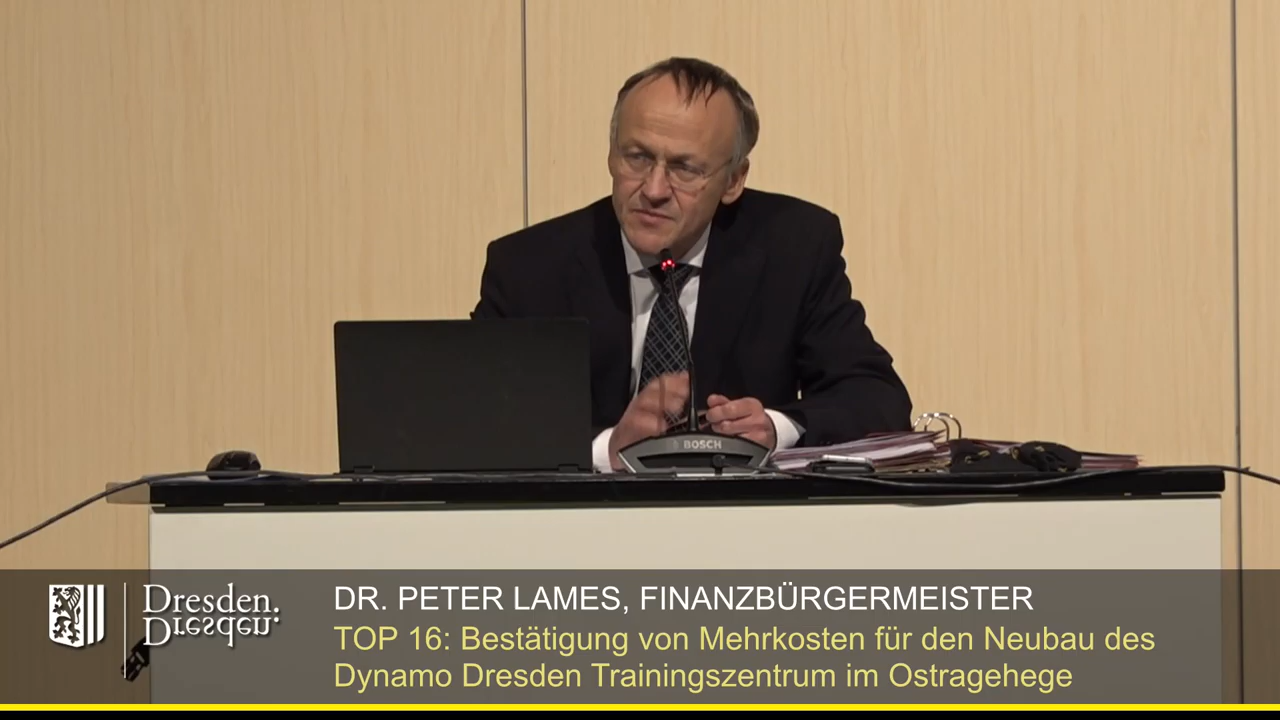 BOSCH
Dresden.
Dresden.
DR. PETER LAMES, FINANZBÜRGERMEISTER
TOP 16: Bestätigung von Mehrkosten für den Neubau des
Dynamo Dresden Trainingszentrum im Ostragehege